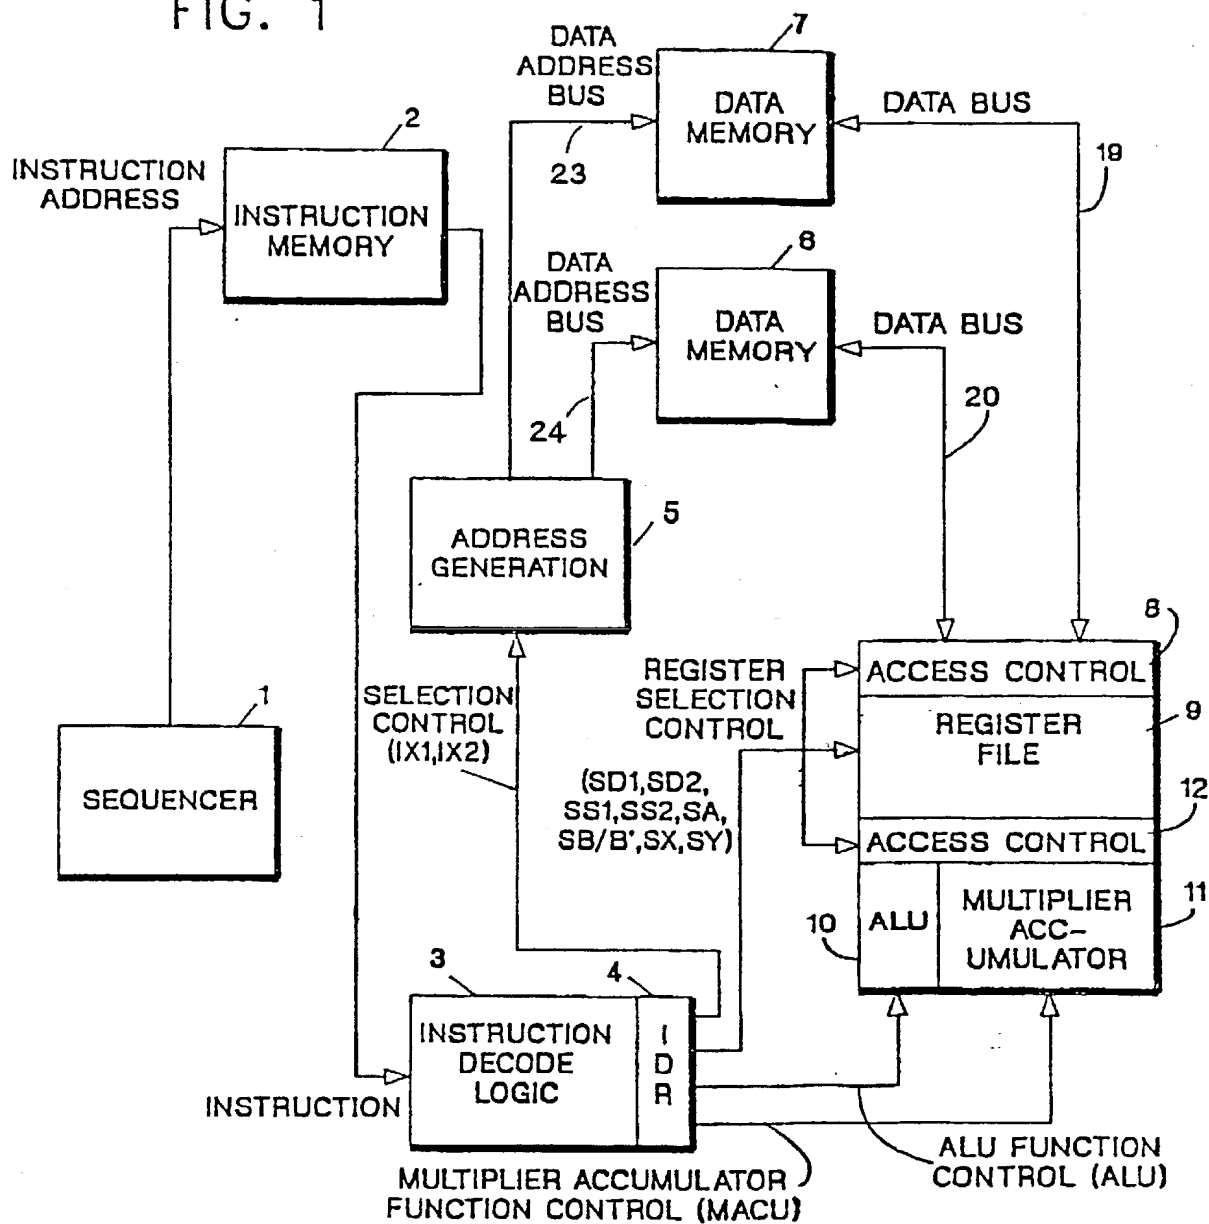 FIG. 1
7
DATA
ADDRESS
BUS
DATA
MEMORY
DATA BUS
2
23
19
INSTRUCTION
ADDRESS
INSTRUCTION
MEMORY
6
DATA
ADDRESS
BUS
DATA
MEMORY
DATA BUS
20
24
5
ADDRESS
GENERATION
8
ACCESS CONTROL
REGISTER
SELECTION
CONTROL
SELECTION
CONTROL
(IX1,IX2)
1
9
REGISTER
FILE
SEQUENCER
(SD1,SD2,
SS1,SS2,SA,
SB/B',SX,SY)
12
ACCESS CONTROL
11
10
ALU
MULTIPLIER
ACC-
UMULATOR
3
4
INSTRUCTION
DECODE
LOGIC
I
D
R
INSTRUCTION
ALU FUNCTION
CONTROL (ALU)
MULTIPLIER ACCUMULATOR
FUNCTION CONTROL (MACU)